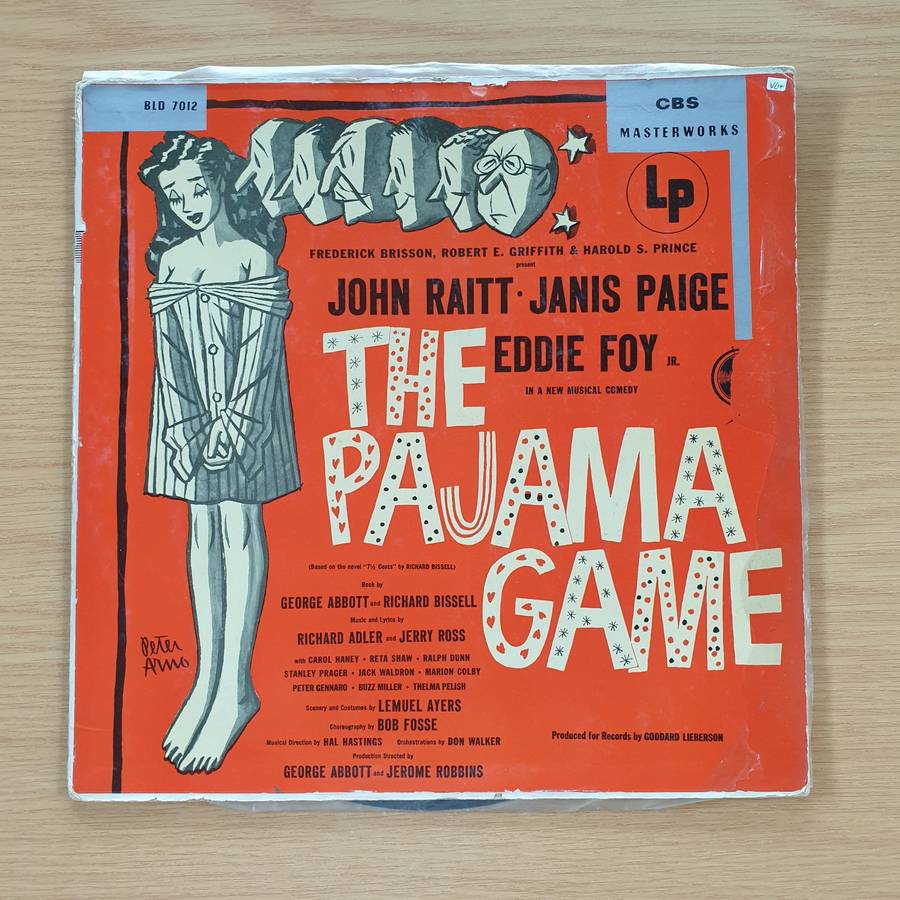 BLD 7012
CBS
MASTERWORKS
LP
FREDERICK BRISSON, ROBERT E. GRIFFITH & HAROLD S. PRINCE
present
JOHN RAITT · JANIS PAIGE
EDDIE FOY JR.
IN A NEW MUSICAL COMEDY
THE
PAJAMA
GAME
(Based on the novel "7½ Cents" by RICHARD BISSELL)
Book by
GEORGE ABBOTT and RICHARD BISSELL
Music and Lyrics by
RICHARD ADLER and JERRY ROSS
with CAROL HANEY · RETA SHAW · RALPH DUNN
STANLEY PRAGER · JACK WALDRON · MARION COLBY
PETER GENNARO · BUZZ MILLER · THELMA PELISH
Scenery and Costumes by LEMUEL AYERS
Choreography by BOB FOSSE
Musical Direction by HAL HASTINGS Orchestrations by DON WALKER
Production Directed by
GEORGE ABBOTT and JEROME ROBBINS
Produced for Records by GODDARD LIEBERSON
Peter
Arno